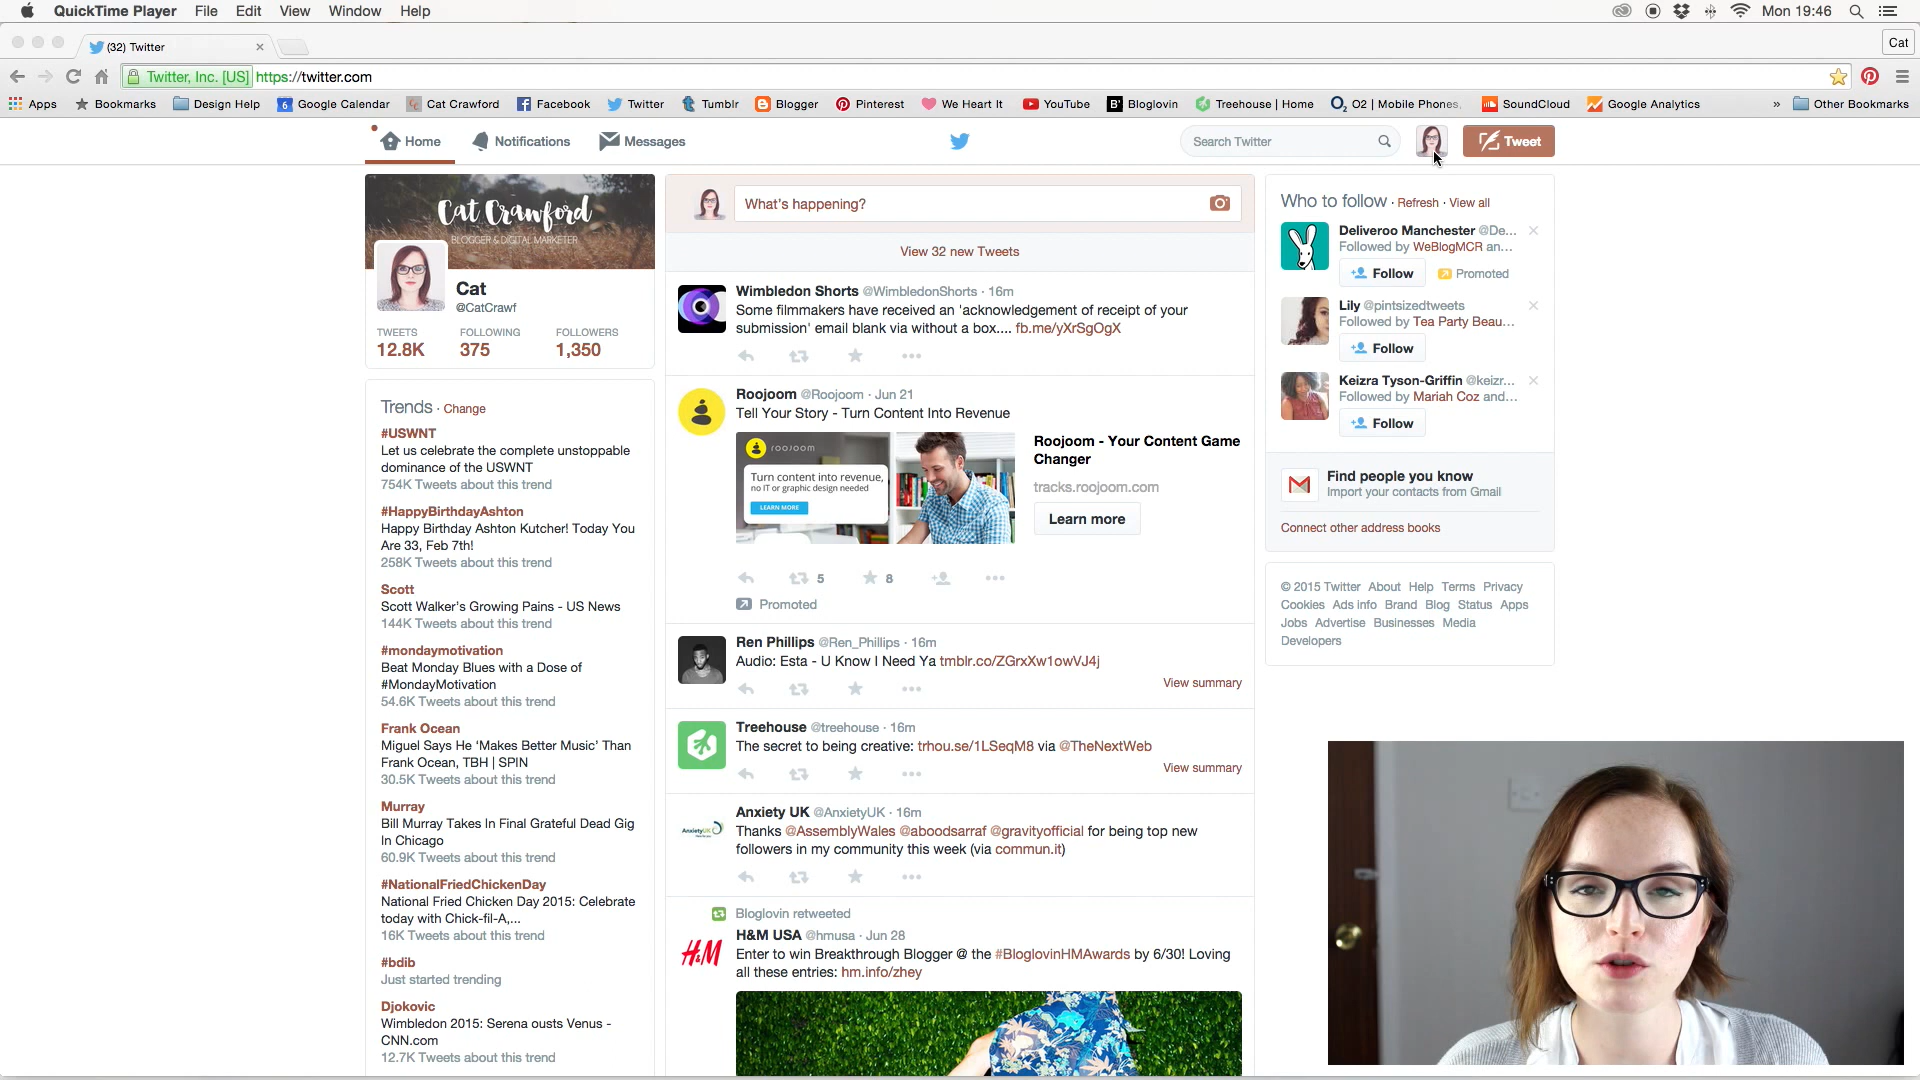 QuickTime Player File Edit View Window Help Mon 19:46
(32) Twitter Cat
Twitter, Inc. [US] https://twitter.com
Apps Bookmarks Design Help 6 Google Calendar Cat Crawford Facebook Twitter Tumblr Blogger Pinterest We Heart It YouTube Bloglovin Treehouse | Home O2 | Mobile Phones, SoundCloud Google Analytics » Other Bookmarks
Home Notifications Messages Search Twitter Tweet
Cat Crawford
BLOGGER & DIGITAL MARKETER
Cat
@CatCrawf
TWEETS FOLLOWING FOLLOWERS
12.8K 375 1,350
Trends · Change
#USWNT
Let us celebrate the complete unstoppable
dominance of the USWNT
754K Tweets about this trend
#HappyBirthdayAshton
Happy Birthday Ashton Kutcher! Today You
Are 33, Feb 7th!
258K Tweets about this trend
Scott
Scott Walker's Growing Pains - US News
144K Tweets about this trend
#mondaymotivation
Beat Monday Blues with a Dose of
#MondayMotivation
54.6K Tweets about this trend
Frank Ocean
Miguel Says He 'Makes Better Music' Than
Frank Ocean, TBH | SPIN
30.5K Tweets about this trend
Murray
Bill Murray Takes In Final Grateful Dead Gig
In Chicago
60.9K Tweets about this trend
#NationalFriedChickenDay
National Fried Chicken Day 2015: Celebrate
today with Chick-fil-A,...
16K Tweets about this trend
#bdib
Just started trending
Djokovic
Wimbledon 2015: Serena ousts Venus -
CNN.com
12.7K Tweets about this trend
What's happening?
View 32 new Tweets
Wimbledon Shorts @WimbledonShorts · 16m
Some filmmakers have received an 'acknowledgement of receipt of your
submission' email blank via without a box.... fb.me/yXrSgOgX
Roojoom @Roojoom · Jun 21
Tell Your Story - Turn Content Into Revenue
roojoom
Turn content into revenue,
no IT or graphic design needed
LEARN MORE
Roojoom - Your Content Game
Changer
tracks.roojoom.com
Learn more
5 8
Promoted
Ren Phillips @Ren_Phillips · 16m
Audio: Esta - U Know I Need Ya tmblr.co/ZGrxXw1owVJ4j
View summary
Treehouse @treehouse · 16m
The secret to being creative: trhou.se/1LSeqM8 via @TheNextWeb
View summary
AnxietyUK
Anxiety UK @AnxietyUK · 16m
Thanks @AssemblyWales @aboodsarraf @gravityofficial for being top new
followers in my community this week (via commun.it)
Bloglovin retweeted
H&M
H&M USA @hmusa · Jun 28
Enter to win Breakthrough Blogger @ the #BloglovinHMAwards by 6/30! Loving
all these entries: hm.info/zhey
Who to follow · Refresh · View all
Deliveroo Manchester @De...
Followed by WeBlogMCR an...
Follow Promoted
Lily @pintsizedtweets
Followed by Tea Party Beau...
Follow
Keizra Tyson-Griffin @keizr...
Followed by Mariah Coz and...
Follow
Find people you know
Import your contacts from Gmail
Connect other address books
© 2015 Twitter About Help Terms Privacy
Cookies Ads info Brand Blog Status Apps
Jobs Advertise Businesses Media
Developers